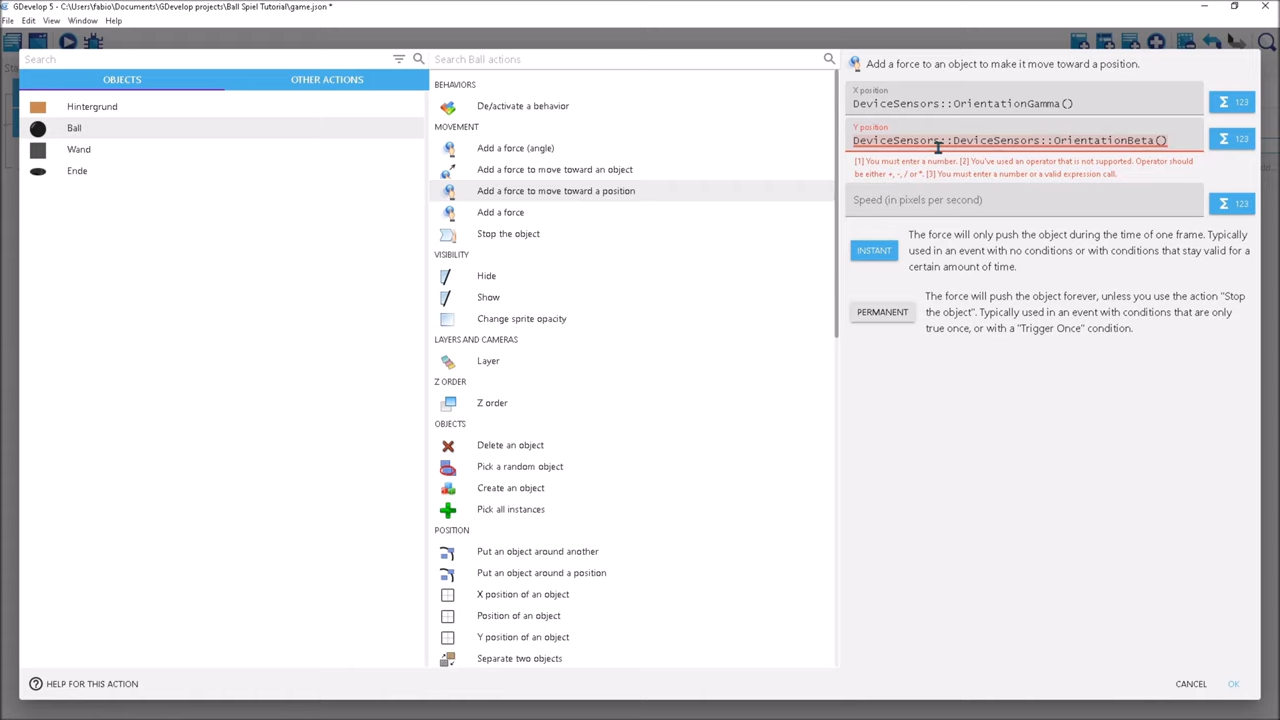 GDevelop 5 - C:\Users\fabio\Documents\GDevelop projects\Ball Spiel Tutorial\game.json *
File Edit View Window Help
Search
Search Ball actions
Add a force to an object to make it move toward a position.
OBJECTS
OTHER ACTIONS
Hintergrund
Ball
Wand
Ende
BEHAVIORS
De/activate a behavior
MOVEMENT
Add a force (angle)
Add a force to move toward an object
Add a force to move toward a position
Add a force
Stop the object
VISIBILITY
Hide
Show
Change sprite opacity
LAYERS AND CAMERAS
Layer
Z ORDER
Z order
OBJECTS
Delete an object
Pick a random object
Create an object
Pick all instances
POSITION
Put an object around another
Put an object around a position
X position of an object
Position of an object
Y position of an object
Separate two objects
X position
DeviceSensors::OrientationGamma()
Σ 123
Y position
DeviceSensors::DeviceSensors::OrientationBeta()
Σ 123
[1] You must enter a number. [2] You've used an operator that is not supported. Operator should
be either +, -, / or *. [3] You must enter a number or a valid expression call.
Speed (in pixels per second)
Σ 123
INSTANT
The force will only push the object during the time of one frame. Typically
used in an event with no conditions or with conditions that stay valid for a
certain amount of time.
PERMANENT
The force will push the object forever, unless you use the action "Stop
the object". Typically used in an event with conditions that are only
true once, or with a "Trigger Once" condition.
HELP FOR THIS ACTION
CANCEL
OK